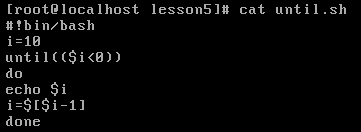 [root@localhost lesson5]# cat until.sh
#!bin/bash
i=10
until(($i<0))
do
echo $i
i=$[$i-1]
done